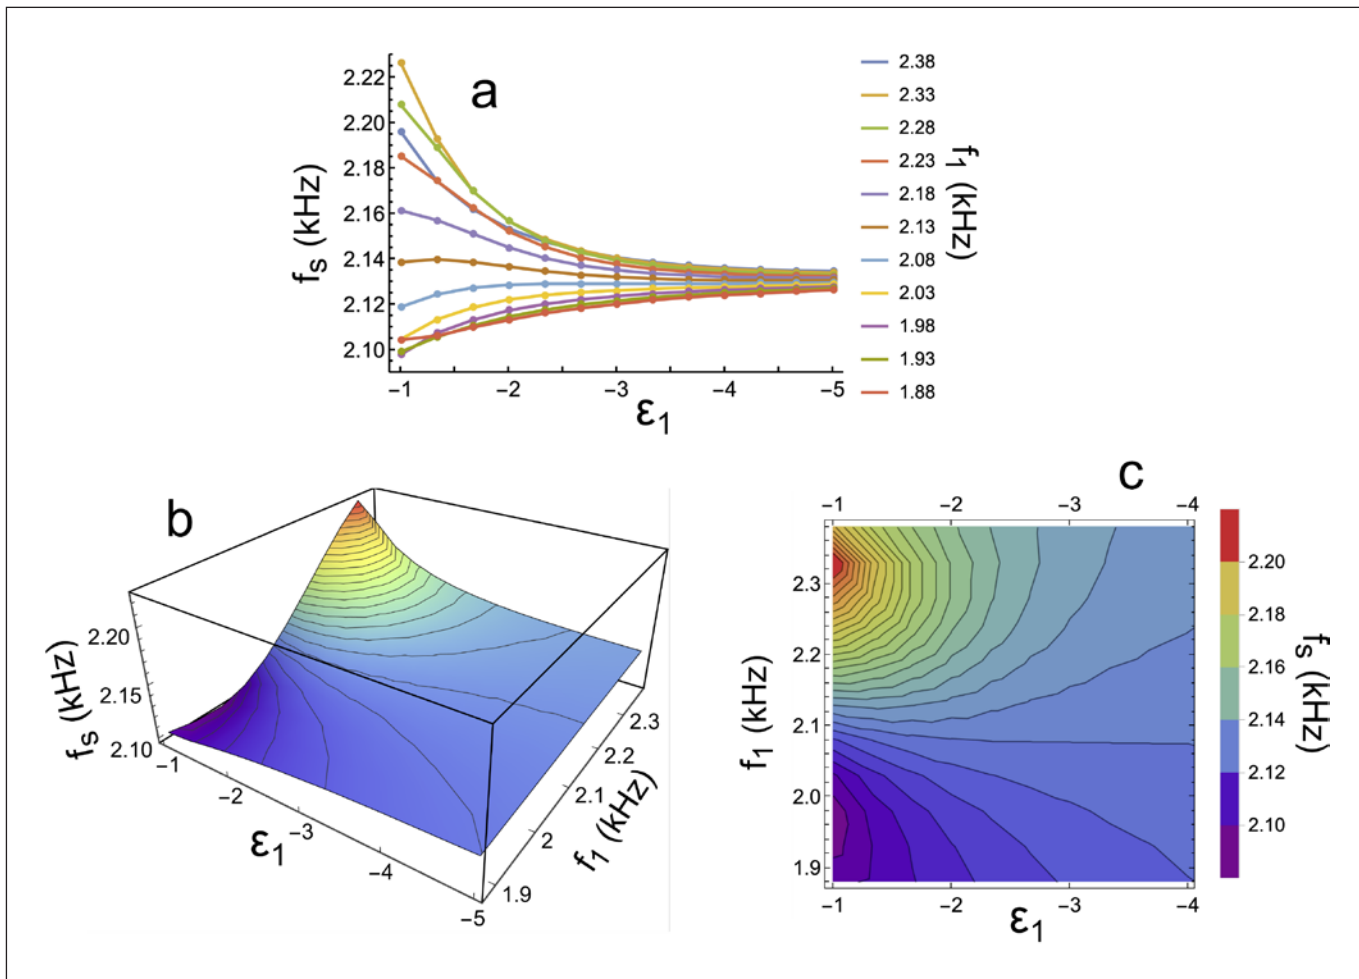 a
2.22
2.20
2.18
2.16
2.14
2.12
2.10
fs (kHz)
−1 −2 −3 −4 −5
ε1
2.38
2.33
2.28
2.23
2.18
2.13
2.08
2.03
1.98
1.93
1.88
f1 (kHz)
b
2.20
2.15
2.10
fs (kHz)
−1
−2
−3
−4
−5
ε1
2.3
2.2
2.1
2
1.9
f1 (kHz)
c
−1 −2 −3 −4
2.3
2.2
2.1
2.0
1.9
f1 (kHz)
−1 −2 −3 −4
ε1
2.20
2.18
2.16
2.14
2.12
2.10
fs (kHz)